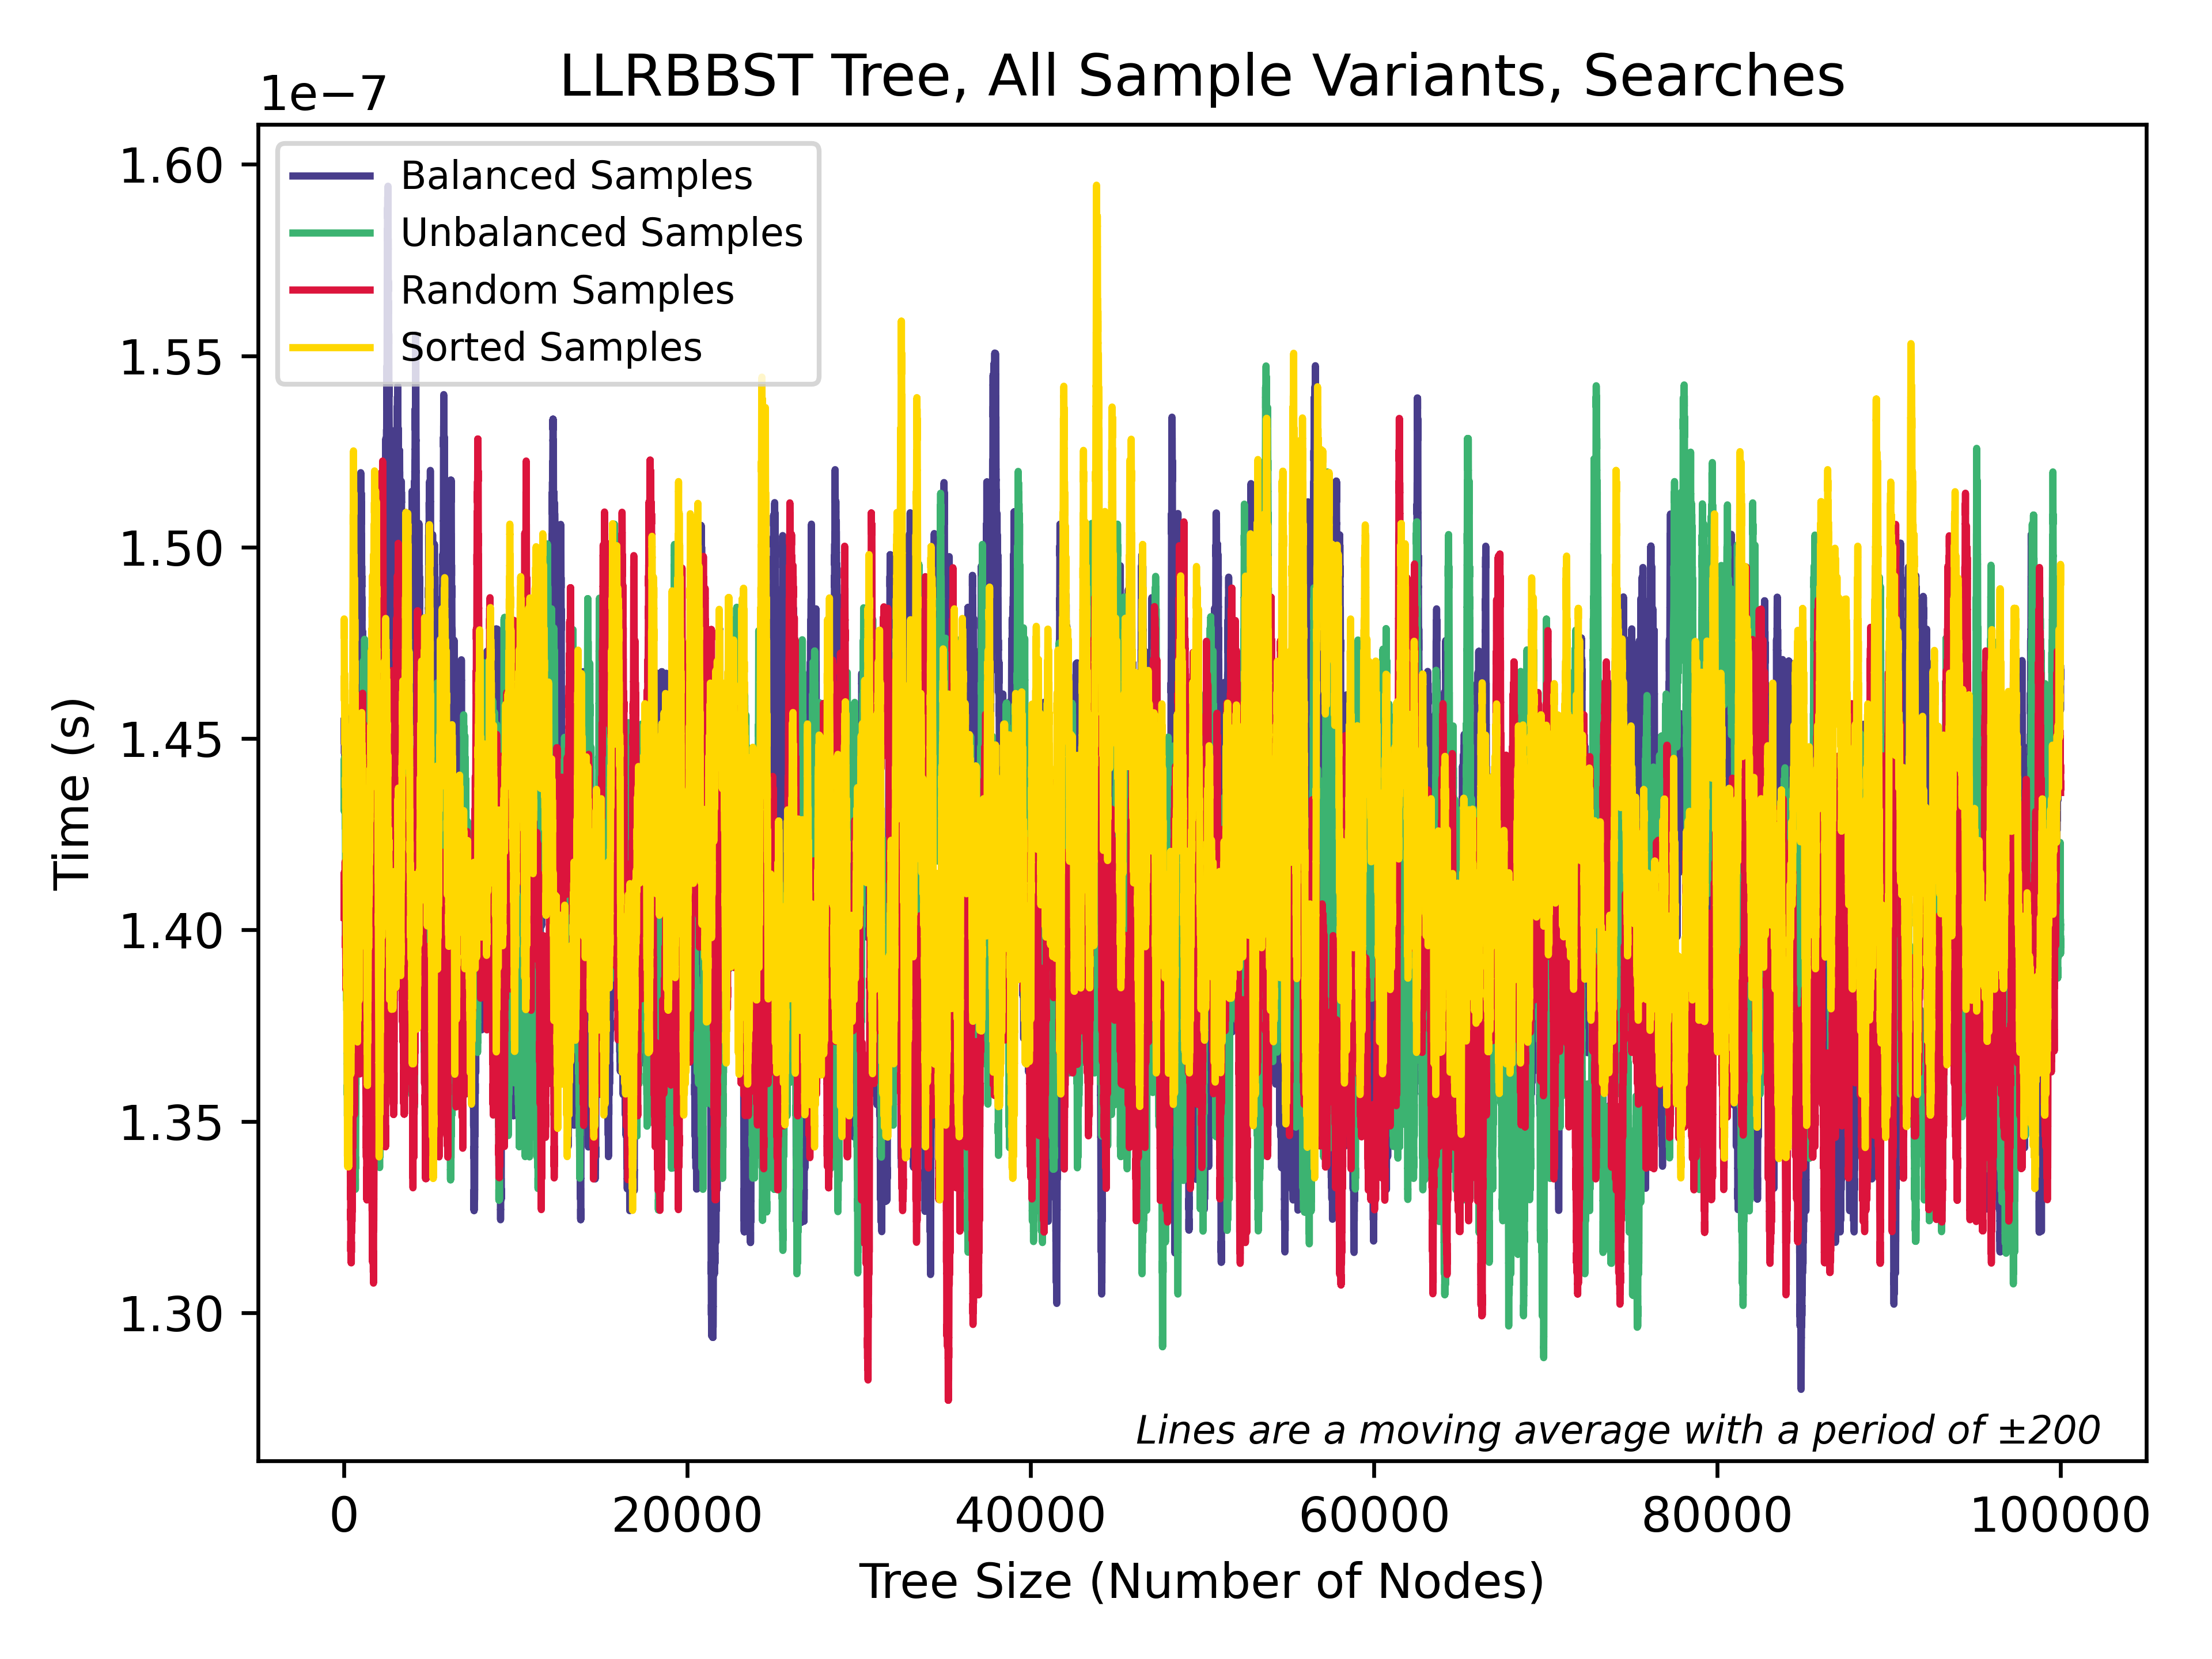 LLRBBST Tree, All Sample Variants, Searches
1e−7
Balanced Samples
Unbalanced Samples
Random Samples
Sorted Samples
1.60
1.55
1.50
1.45
1.40
1.35
1.30
Time (s)
Lines are a moving average with a period of ±200
0 20000 40000 60000 80000 100000
Tree Size (Number of Nodes)